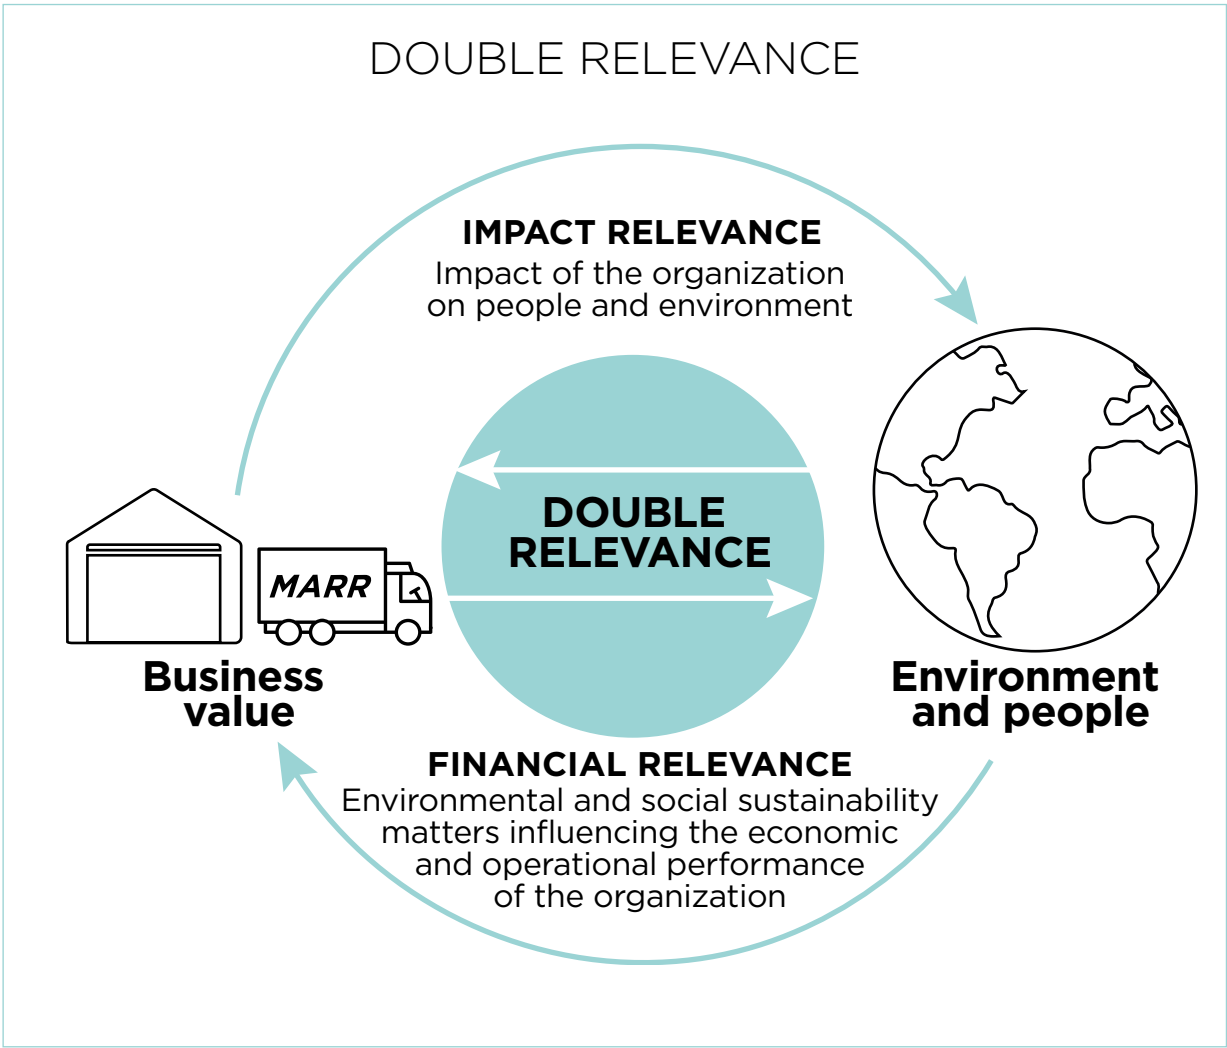 DOUBLE RELEVANCE
IMPACT RELEVANCE
Impact of the organization
on people and environment
DOUBLE
RELEVANCE
MARR
Business
value
Environment
and people
FINANCIAL RELEVANCE
Environmental and social sustainability
matters influencing the economic
and operational performance
of the organization